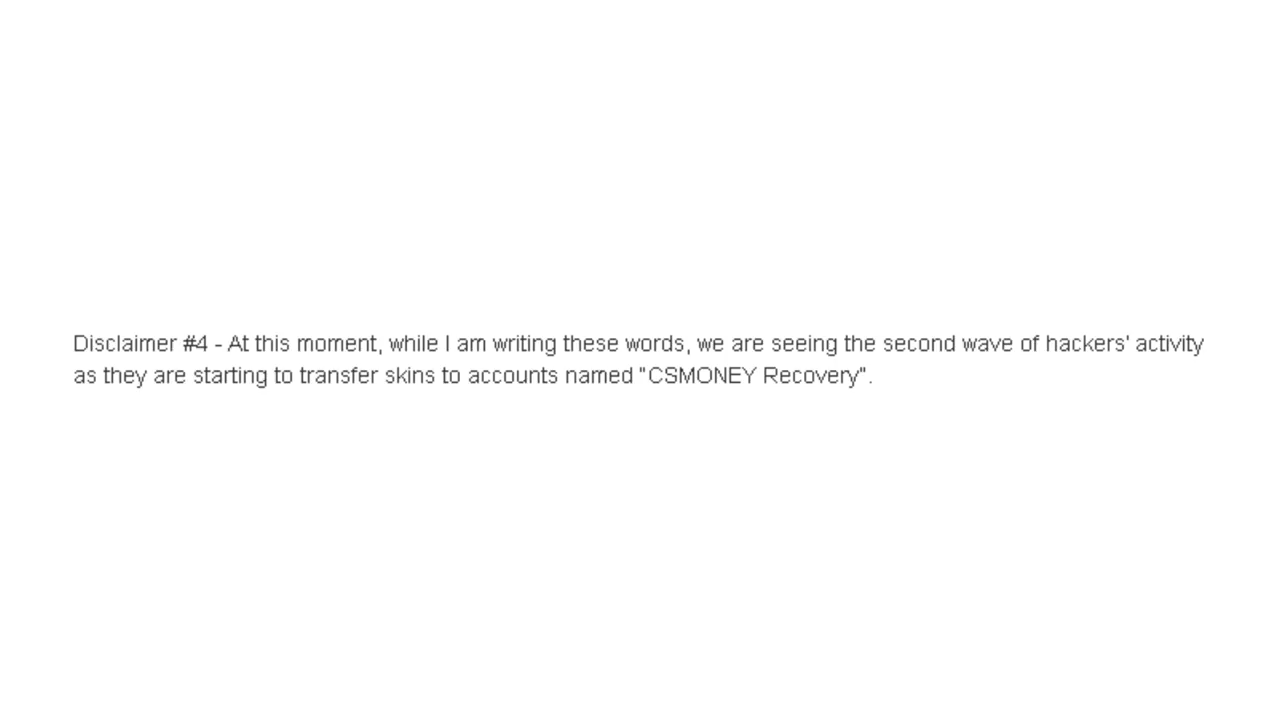 Disclaimer #4 - At this moment, while I am writing these words, we are seeing the second wave of hackers' activity
as they are starting to transfer skins to accounts named "CSMONEY Recovery".